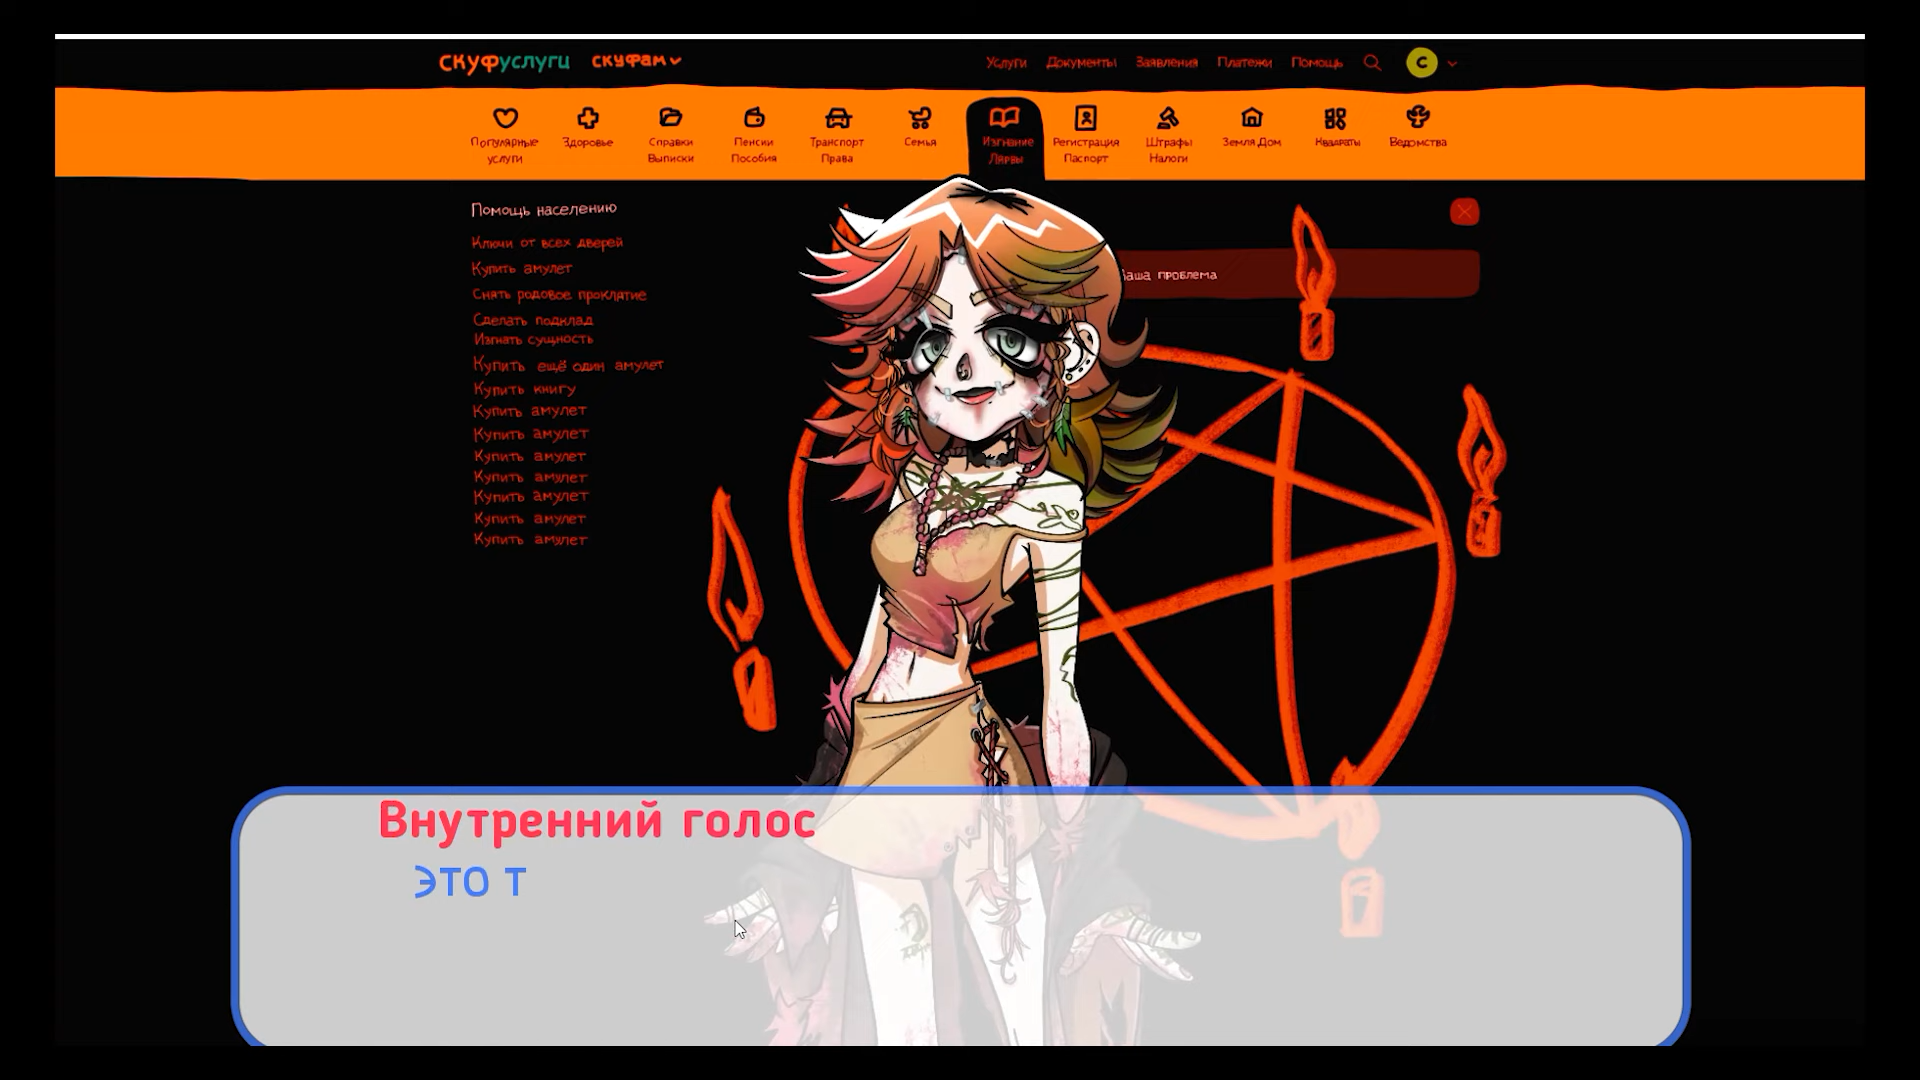 скуфуслуги скуфам
Услуги Документы Заявления Платежи Помощь С
Популярные услуги
Здоровье
Справки Выписки
Пенсии Пособия
Транспорт Права
Семья
Изгнание Лярвы
Регистрация Паспорт
Штрафы Налоги
Земля Дом
Квадраты
Ведомства
Помощь населению
Ключи от всех дверей
Купить амулет
Снять родовое проклятие
Сделать подклад
Изгнать сущность
Купить ещё один амулет
Купить книгу
Купить амулет
Купить амулет
Купить амулет
Купить амулет
Купить амулет
Купить амулет
Купить амулет
Ваша проблема
Внутренний голос
ЭТО Т